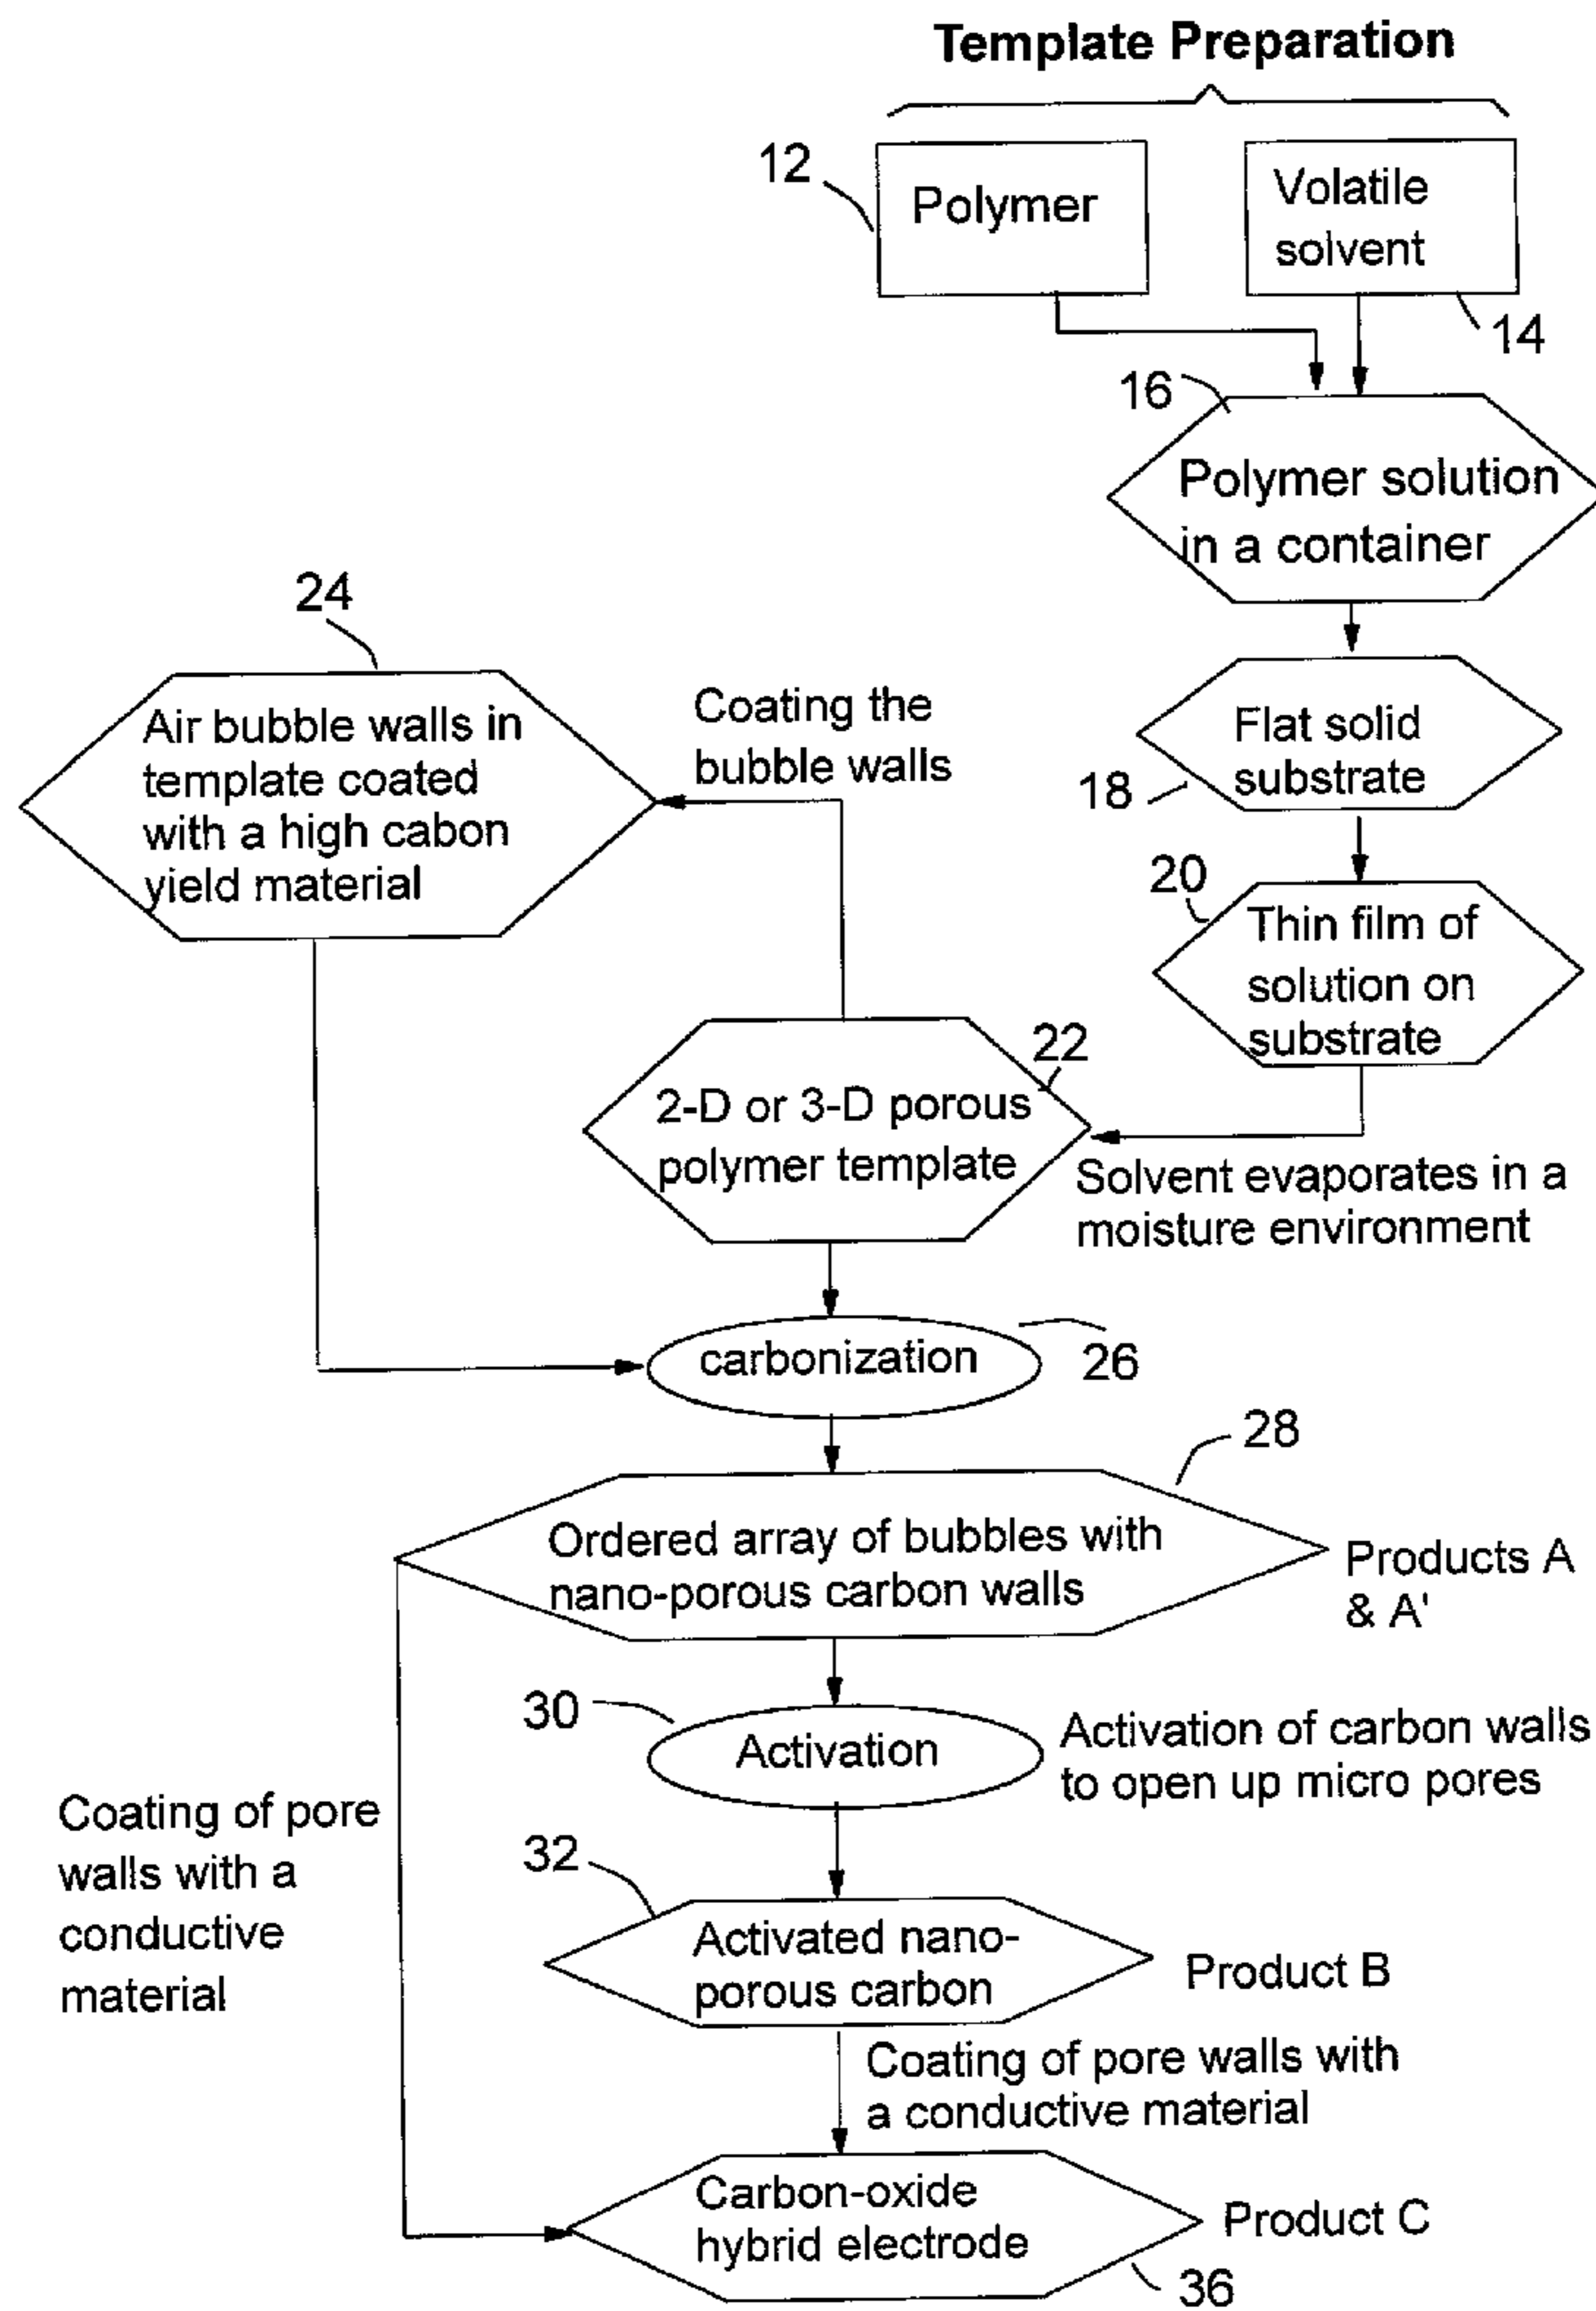 Template Preparation
12
Polymer
Volatile
solvent
14
16
Polymer solution
in a container
24
Air bubble walls in
template coated
with a high cabon
yield material
Coating the
bubble walls
18
Flat solid
substrate
20
Thin film of
solution on
substrate
22
2-D or 3-D porous
polymer template
Solvent evaporates in a
moisture environment
carbonization
26
28
Ordered array of bubbles with
nano-porous carbon walls
Products A
& A'
30
Activation
Activation of carbon walls
to open up micro pores
Coating of pore
walls with a
conductive
material
32
Activated nano-
porous carbon
Product B
Coating of pore walls with
a conductive material
Carbon-oxide
hybrid electrode
Product C
36